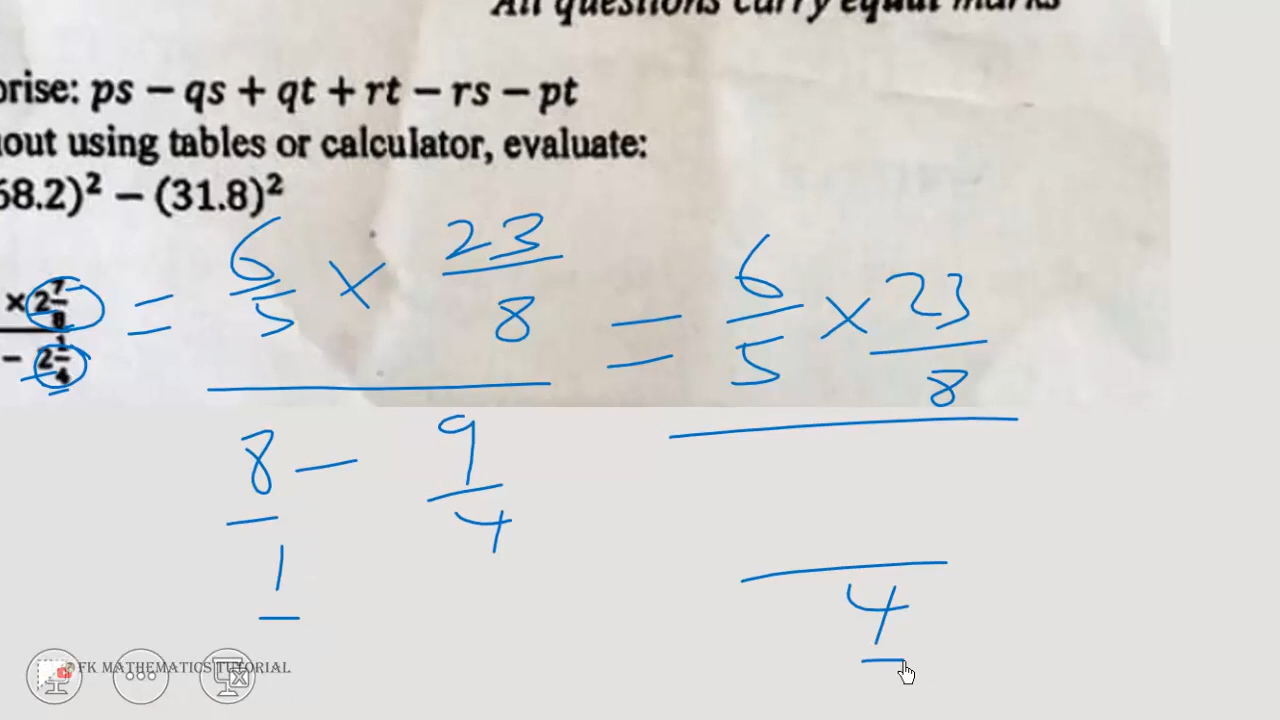 All questions carry equal marks
orise: ps − qs + qt + rt − rs − pt
out using tables or calculator, evaluate:
68.2)² − (31.8)²
× 2 7/8
− 2 1/4
= 6/5 × 23/8
8/1 − 9/4
= 6/5 × 23/8
4
FK MATHEMATICS TUTORIAL